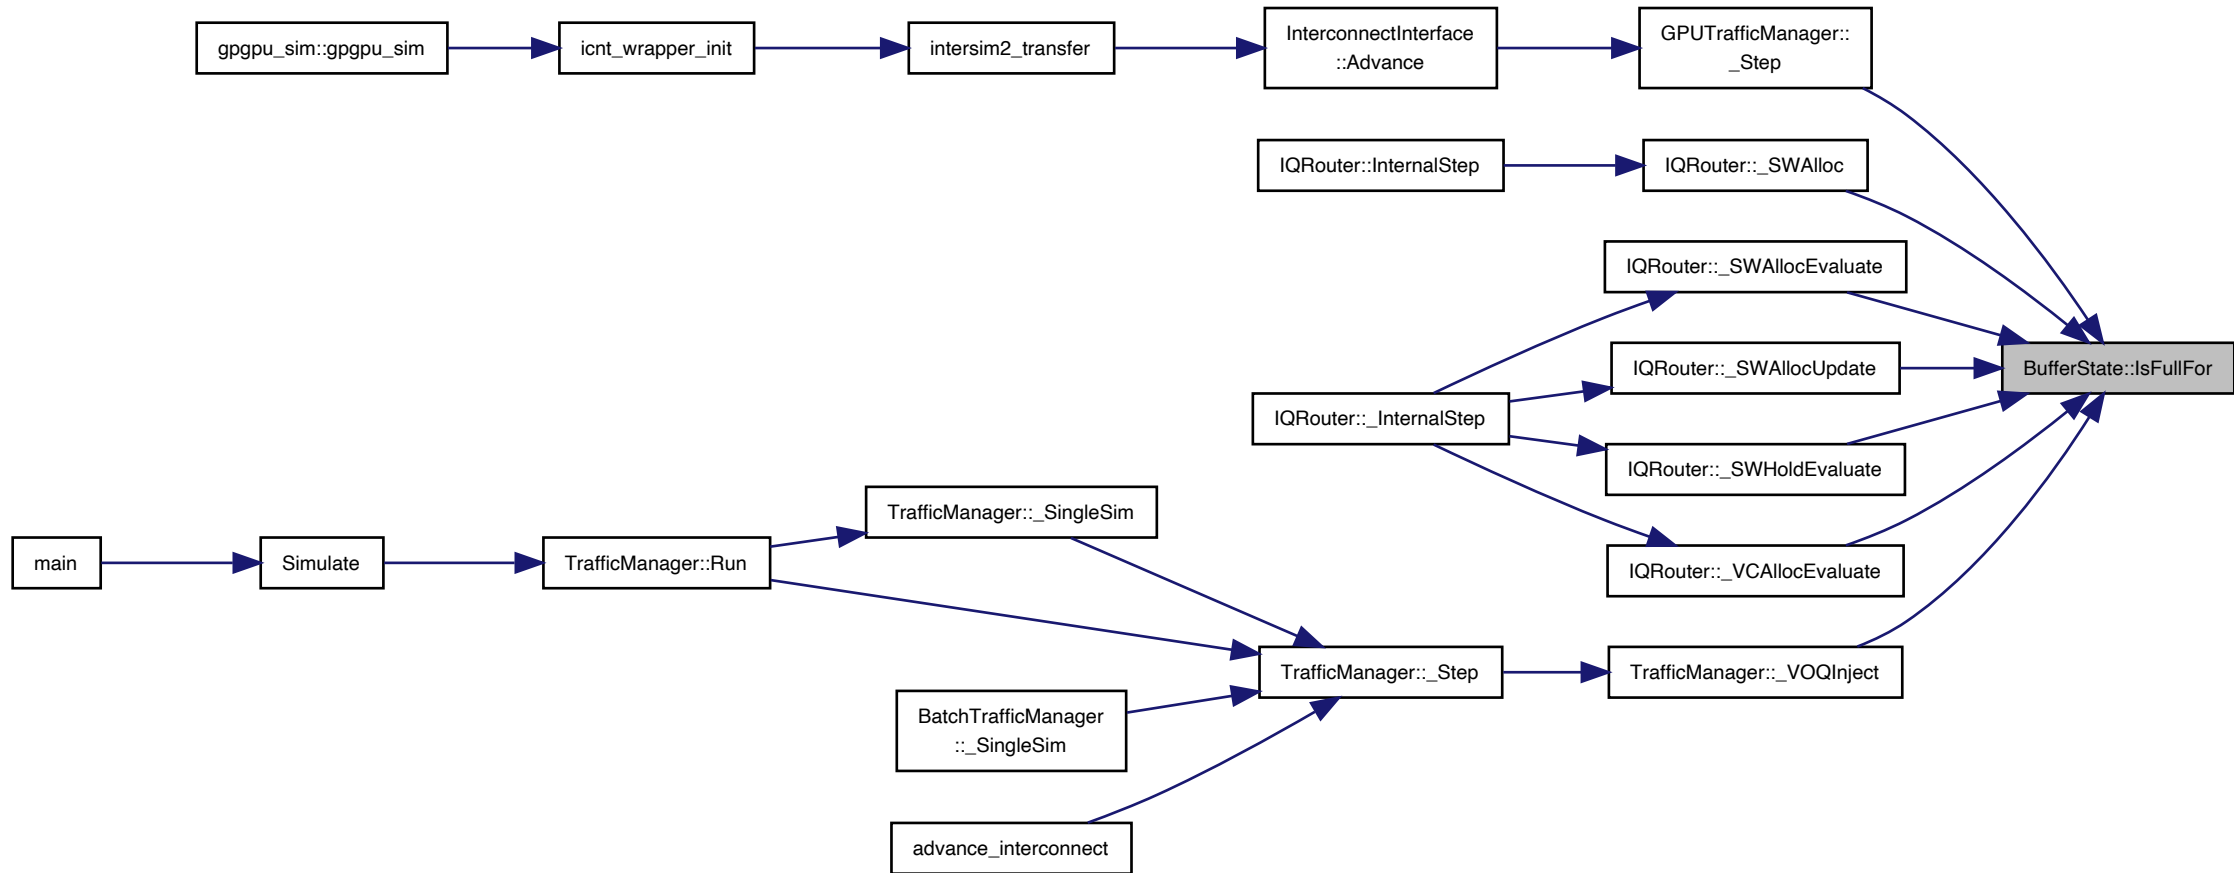 gpgpu_sim::gpgpu_sim
icnt_wrapper_init
intersim2_transfer
InterconnectInterface
::Advance
GPUTrafficManager::
_Step
IQRouter::InternalStep
IQRouter::_SWAlloc
IQRouter::_SWAllocEvaluate
IQRouter::_SWAllocUpdate
BufferState::IsFullFor
IQRouter::_InternalStep
IQRouter::_SWHoldEvaluate
TrafficManager::_SingleSim
main
Simulate
TrafficManager::Run
IQRouter::_VCAllocEvaluate
TrafficManager::_Step
TrafficManager::_VOQInject
BatchTrafficManager
::_SingleSim
advance_interconnect